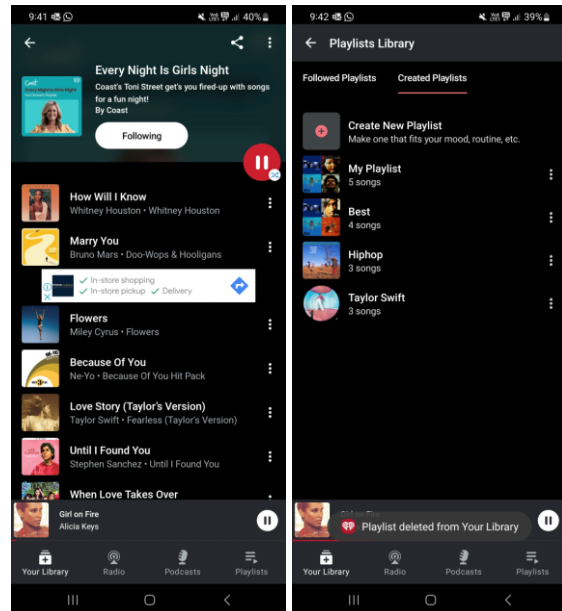 9:41
40%
Every Night Is Girls Night
Coast's Toni Street get's you fired-up with songs
for a fun night!
By Coast
Following
How Will I Know
Whitney Houston • Whitney Houston
Marry You
Bruno Mars • Doo-Wops & Hooligans
In-store shopping
In-store pickup Delivery
Flowers
Miley Cyrus • Flowers
Because Of You
Ne-Yo • Because Of You Hit Pack
Love Story (Taylor's Version)
Taylor Swift • Fearless (Taylor's Version)
Until I Found You
Stephen Sanchez • Until I Found You
When Love Takes Over
Girl on Fire
Alicia Keys
Your Library Radio Podcasts Playlists
9:42
39%
Playlists Library
Followed Playlists Created Playlists
Create New Playlist
Make one that fits your mood, routine, etc.
My Playlist
5 songs
Best
4 songs
Hiphop
3 songs
Taylor Swift
3 songs
Girl on Fire
Playlist deleted from Your Library
Your Library Radio Podcasts Playlists